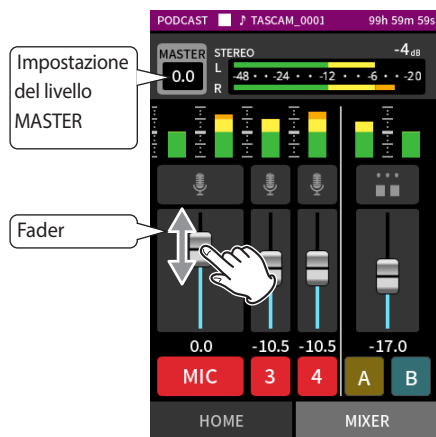 PODCAST ♪ TASCAM_0001 99h 59m 59s
Impostazione
del livello
MASTER
MASTER STEREO -4dB
0.0
L
-48 • • -24 • • -12 • • -6 • • -20
R
Fader
0.0 -10.5 -10.5 -17.0
MIC 3 4 A B
HOME MIXER